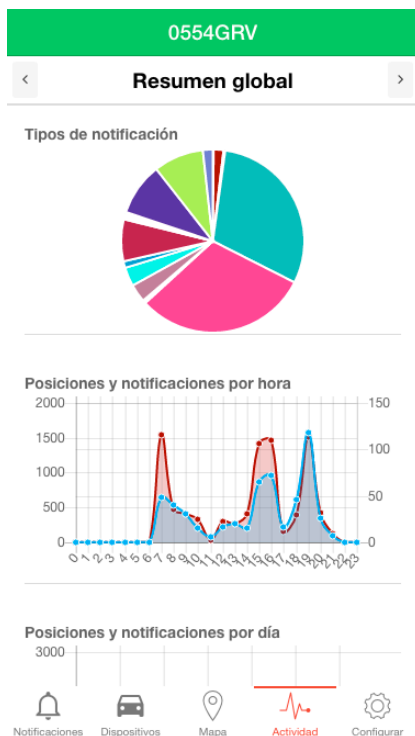 0554GRV
‹ Resumen global ›
Tipos de notificación
Posiciones y notificaciones por hora
2000 150
1500
100
1000
50
500
0 0
0 1 2 3 4 5 6 7 8 9 10 11 12 13 14 15 16 17 18 19 20 21 22 23
Posiciones y notificaciones por día
3000
Notificaciones Dispositivos Mapa Actividad Configurar